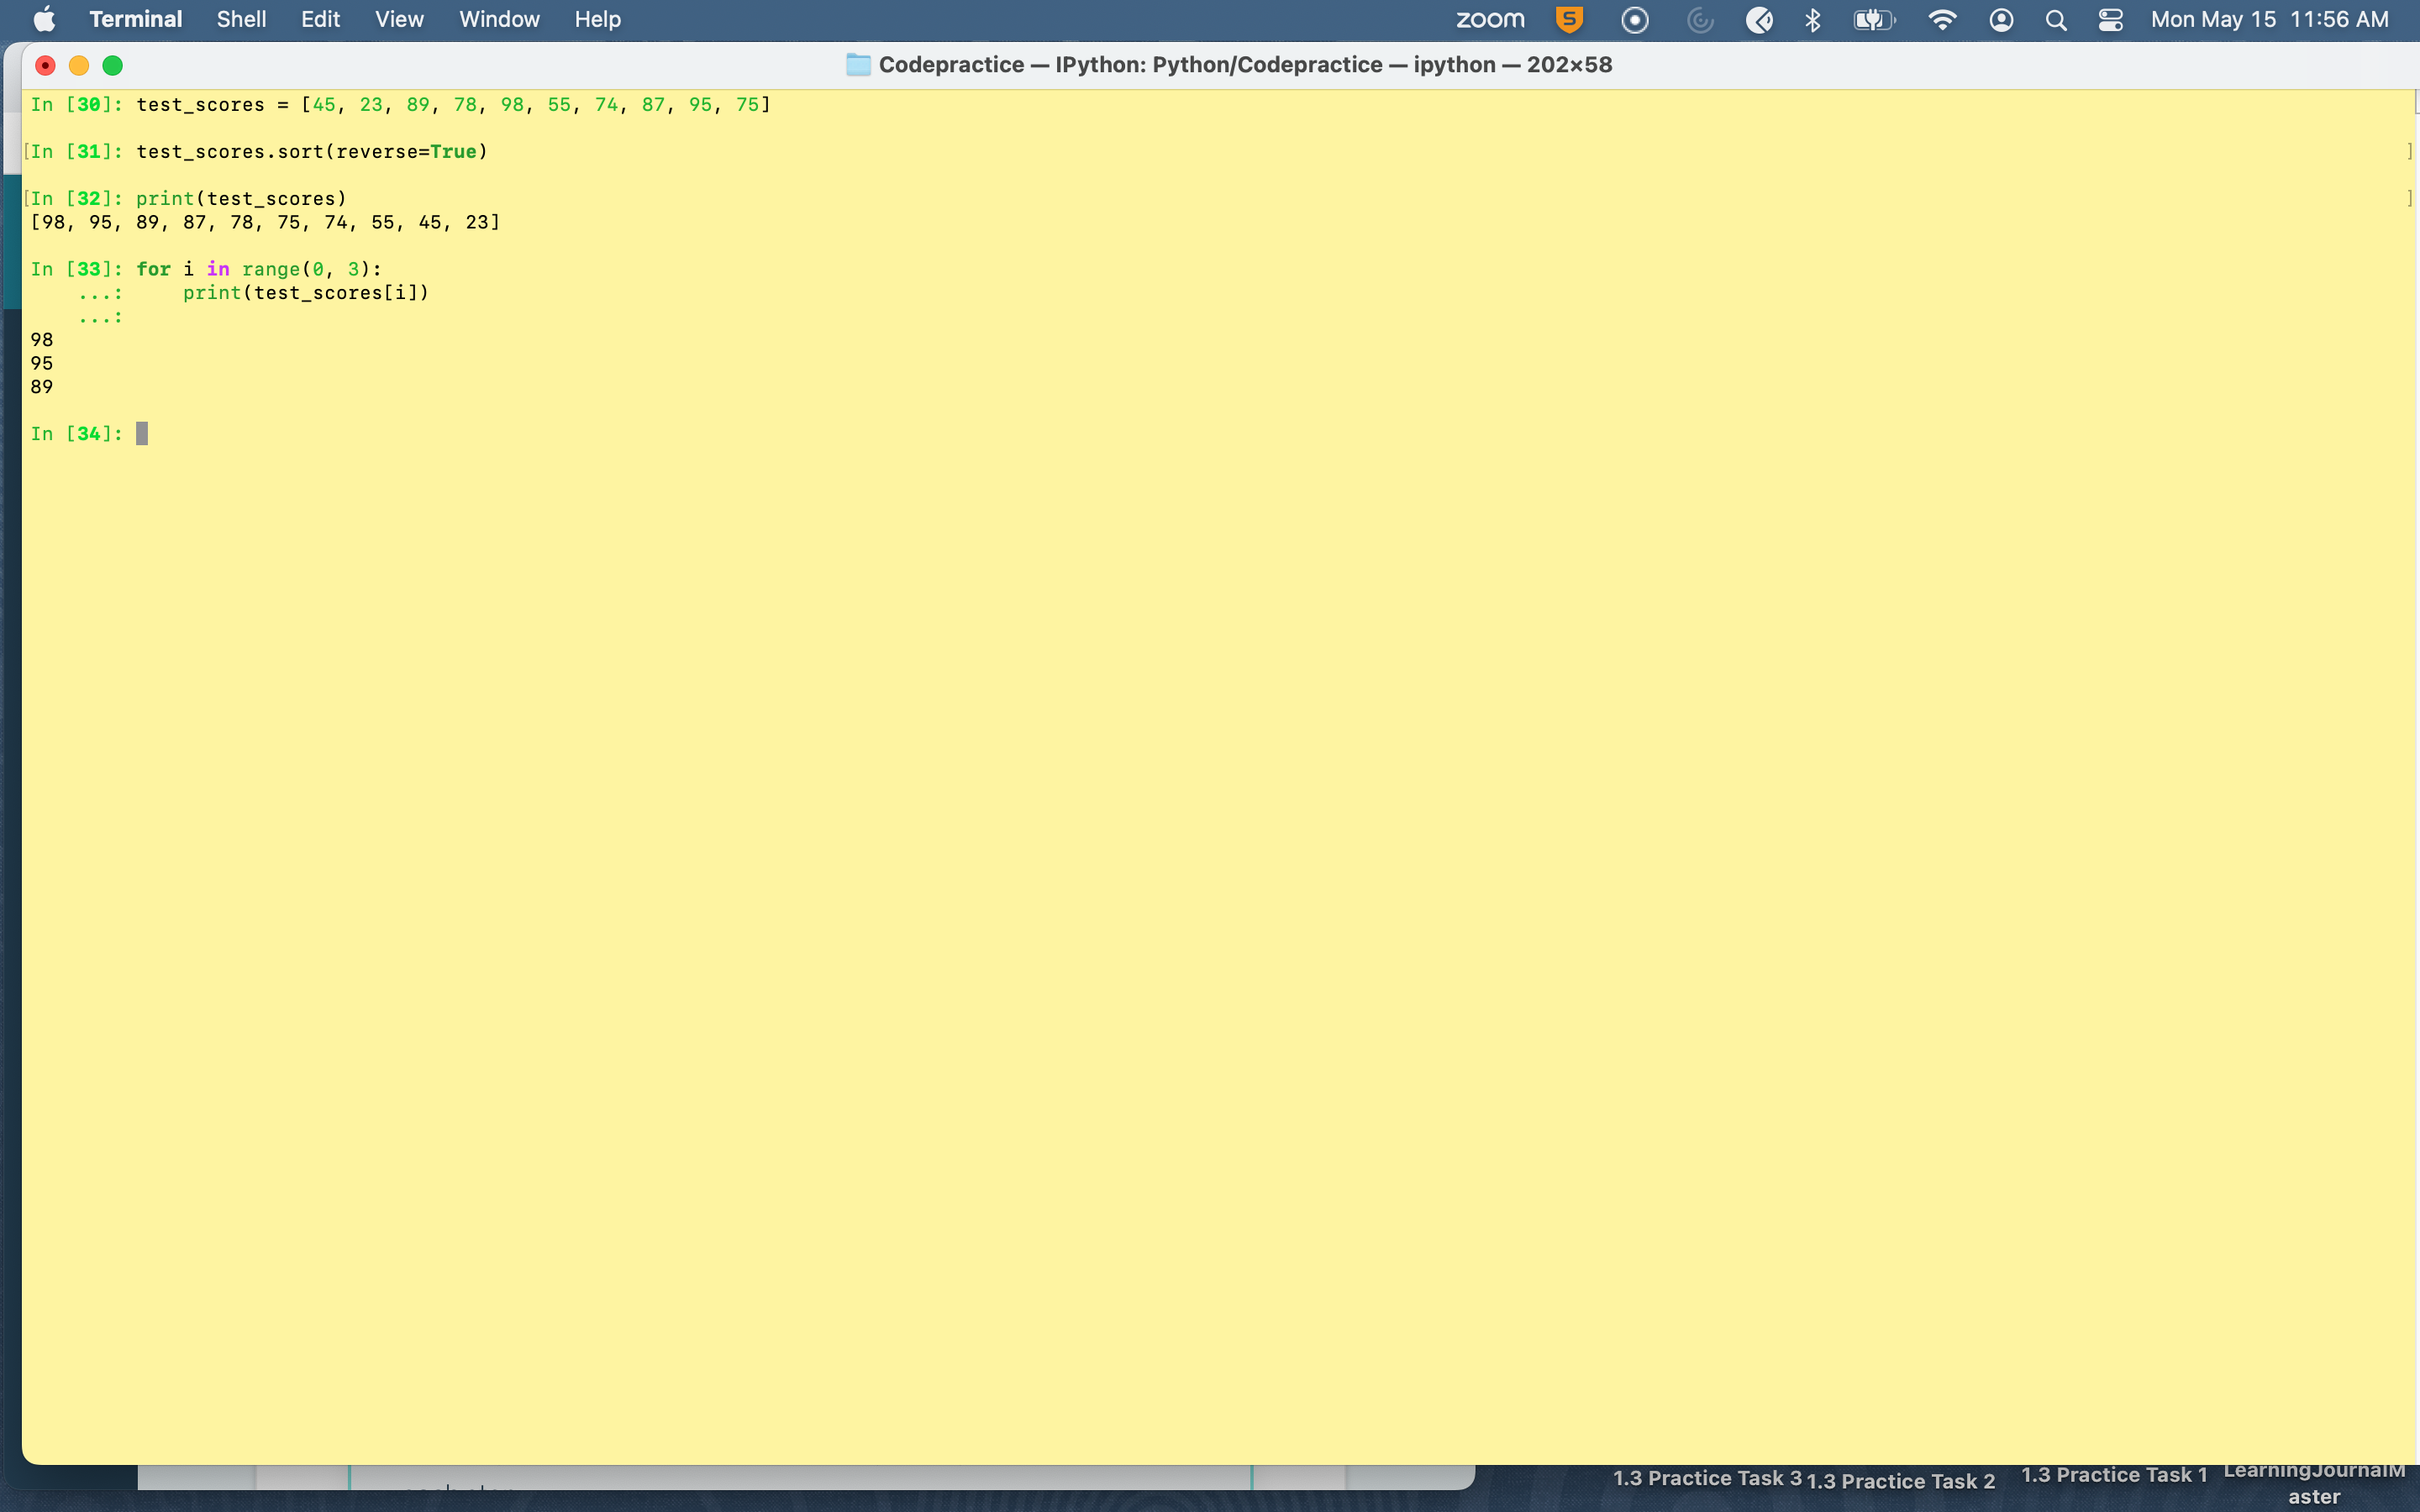 Terminal Shell Edit View Window Help zoom S Mon May 15 11:56 AM
Codepractice — IPython: Python/Codepractice — ipython — 202×58
In [30]: test_scores = [45, 23, 89, 78, 98, 55, 74, 87, 95, 75]
[In [31]: test_scores.sort(reverse=True) ]
[In [32]: print(test_scores) ]
[98, 95, 89, 87, 78, 75, 74, 55, 45, 23]
In [33]: for i in range(0, 3):
...: print(test_scores[i])
...:
98
95
89
In [34]:
1.3 Practice Task 3 1.3 Practice Task 2 1.3 Practice Task 1 LearningJournalM
aster